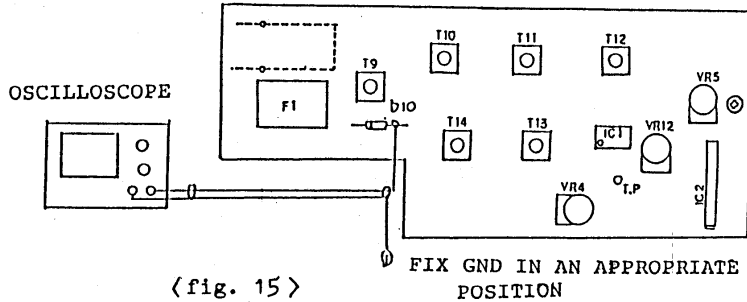 T10
T11
T12
T9
VR5
OSCILLOSCOPE
F1
D10
T14
T13
IC1
VR12
T.P
IC2
VR4
FIX GND IN AN APPROPRIATE
POSITION
(fig. 15)